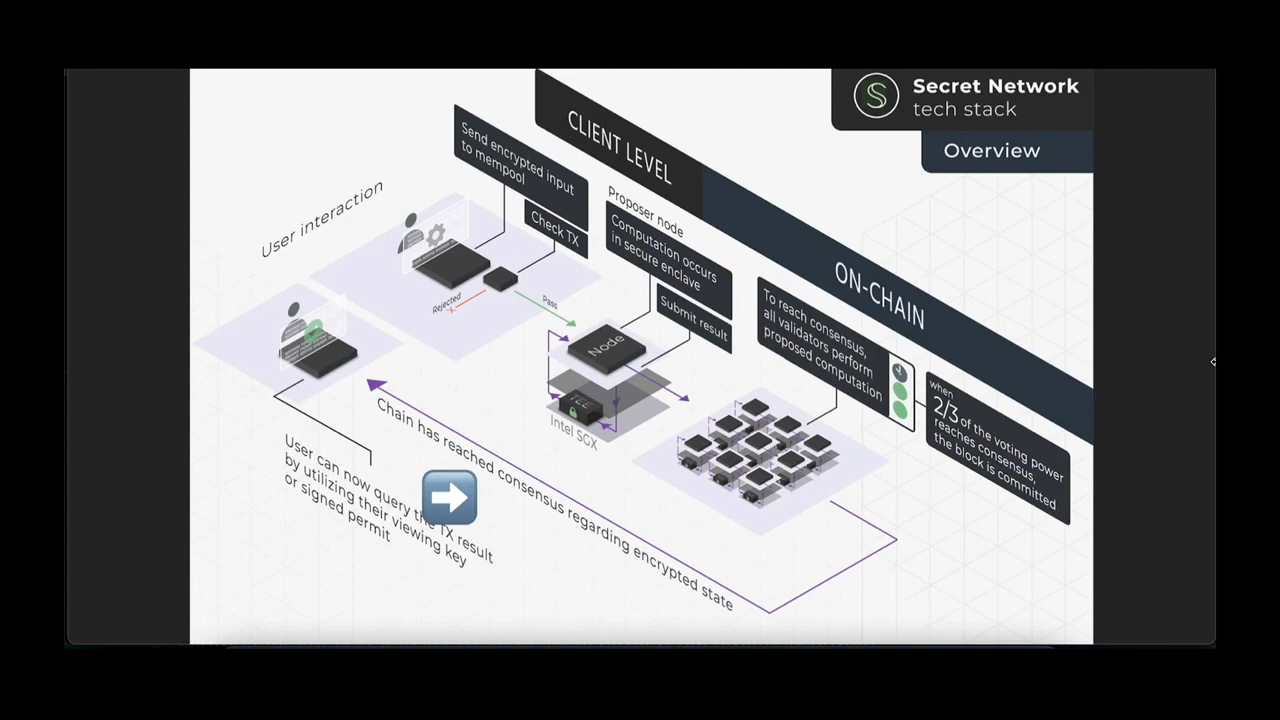 Secret Network
tech stack
Overview
CLIENT LEVEL
ON-CHAIN
User interaction
Send encrypted input
to mempool
Check TX
Rejected
Pass
Proposer node
Computation occurs
in secure enclave
Submit result
Node
TEE
Intel SGX
To reach consensus,
all validators perform
proposed computation
when
2/3 of the voting power
reaches consensus,
the block is committed
Chain has reached consensus regarding encrypted state
User can now query the TX result
by utilizing their viewing key
or signed permit